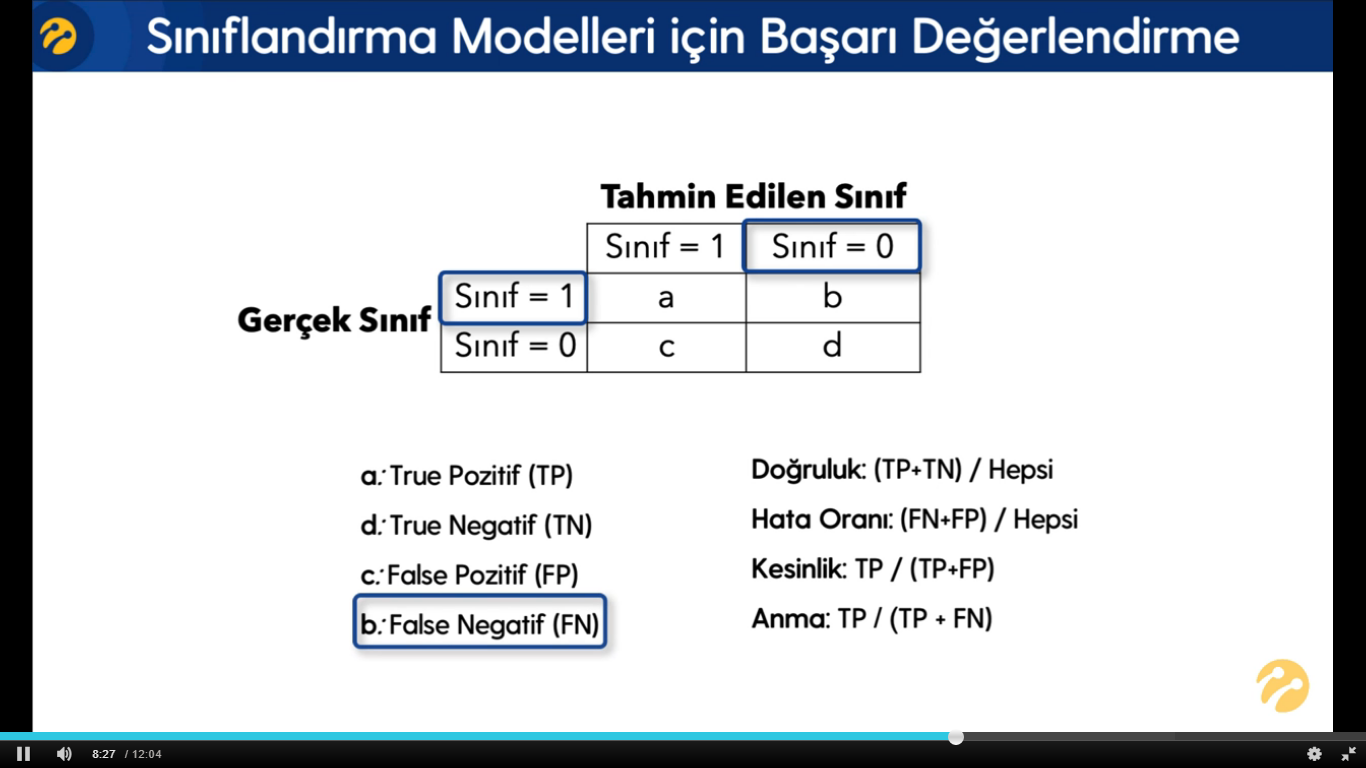 Sınıflandırma Modelleri için Başarı Değerlendirme
Tahmin Edilen Sınıf
Sınıf = 1 Sınıf = 0
Gerçek Sınıf
Sınıf = 1 a b
Sınıf = 0 c d
a: True Pozitif (TP)
d: True Negatif (TN)
c: False Pozitif (FP)
b: False Negatif (FN)
Doğruluk: (TP+TN) / Hepsi
Hata Oranı: (FN+FP) / Hepsi
Kesinlik: TP / (TP+FP)
Anma: TP / (TP + FN)
8:27 / 12:04